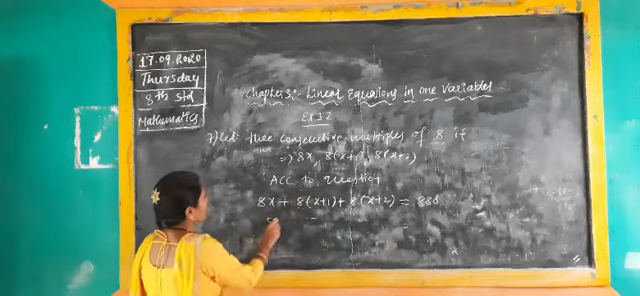 17.09.2020
Thursday
8th std
Mathematics
Chapter 3:- Linear Equations in one Variables
Ex 3.2
7) let three consecutive multiples of 8 is
=> 8x, 8(x+1), 8(x+2)
ACC to question
8x + 8(x+1) + 8(x+2) = 888